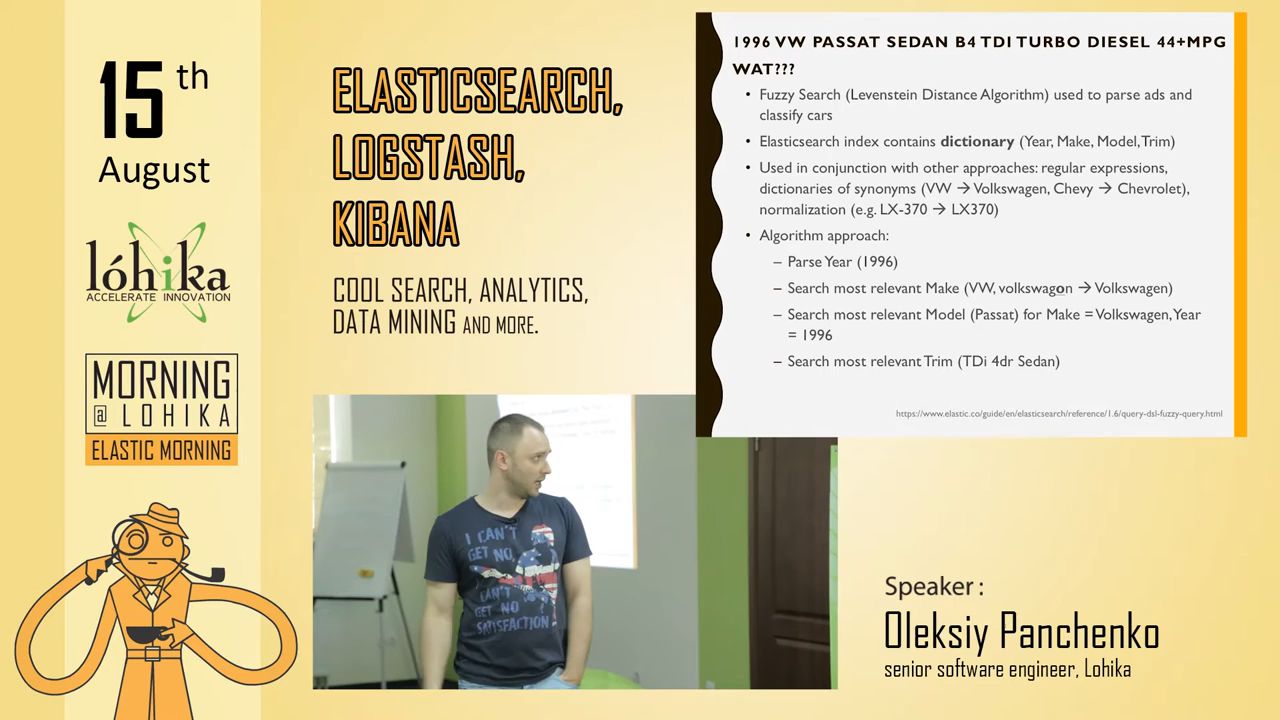 15 th
August
lóhika
ACCELERATE INNOVATION
MORNING
@ LOHIKA
ELASTIC MORNING
ELASTICSEARCH,
LOGSTASH,
KIBANA
COOL SEARCH, ANALYTICS,
DATA MINING AND MORE.
1996 VW PASSAT SEDAN B4 TDI TURBO DIESEL 44+MPG
WAT???
• Fuzzy Search (Levenstein Distance Algorithm) used to parse ads and
classify cars
• Elasticsearch index contains dictionary (Year, Make, Model, Trim)
• Used in conjunction with other approaches: regular expressions,
dictionaries of synonyms (VW → Volkswagen, Chevy → Chevrolet),
normalization (e.g. LX-370 → LX370)
• Algorithm approach:
– Parse Year (1996)
– Search most relevant Make (VW, volkswagon → Volkswagen)
– Search most relevant Model (Passat) for Make = Volkswagen, Year
= 1996
– Search most relevant Trim (TDi 4dr Sedan)
https://www.elastic.co/guide/en/elasticsearch/reference/1.6/query-dsl-fuzzy-query.html
I CAN'T
GET NO,
CAN'T
GET NO
SATISFACTION
Speaker :
Oleksiy Panchenko
senior software engineer, Lohika